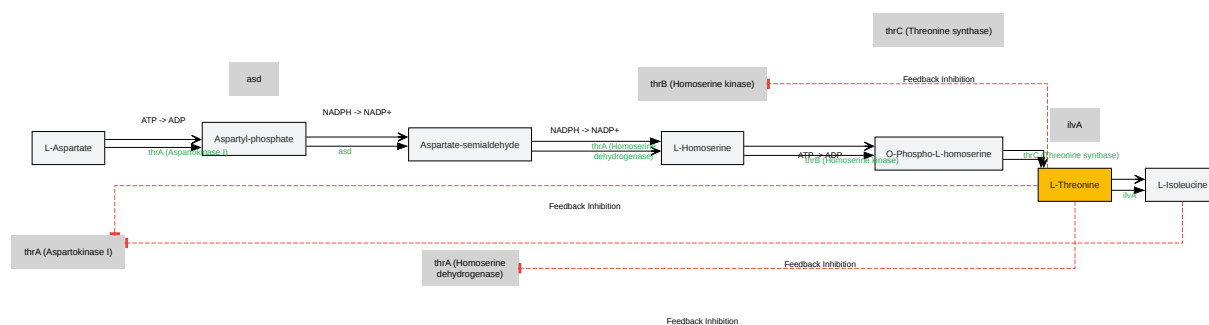 thrC (Threonine synthase)
asd
thrB (Homoserine kinase)
Feedback Inhibition
ATP -> ADP
NADPH -> NADP+
NADPH -> NADP+
ilvA
L-Aspartate
Aspartyl-phosphate
Aspartate-semialdehyde
L-Homoserine
O-Phospho-L-homoserine
thrA (Aspartokinase I)
asd
thrA (Homoserine
dehydrogenase)
ATP -> ADP
thrB (Homoserine kinase)
thrC (Threonine synthase)
L-Threonine
L-Isoleucine
ilvA
Feedback Inhibition
thrA (Aspartokinase I)
thrA (Homoserine
dehydrogenase)
Feedback Inhibition
Feedback Inhibition